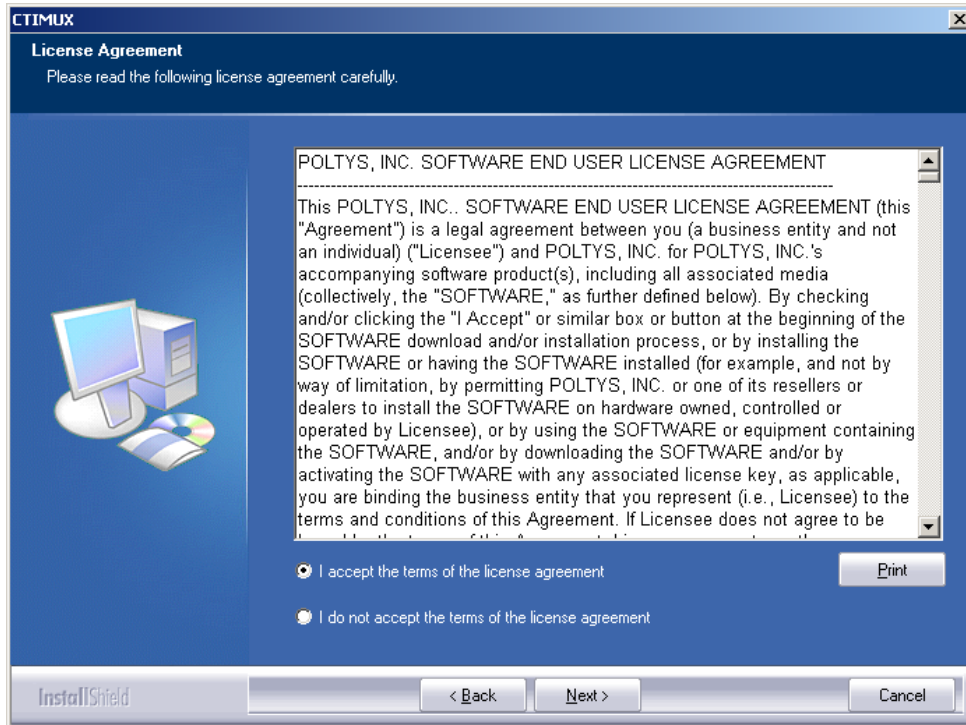 CTIMUX
License Agreement
Please read the following license agreement carefully.
POLTYS, INC. SOFTWARE END USER LICENSE AGREEMENT
--------------------------------------------------------------------------------------------------
This POLTYS, INC.. SOFTWARE END USER LICENSE AGREEMENT (this
"Agreement") is a legal agreement between you (a business entity and not
an individual) ("Licensee") and POLTYS, INC. for POLTYS, INC.'s
accompanying software product(s), including all associated media
(collectively, the "SOFTWARE," as further defined below). By checking
and/or clicking the "I Accept" or similar box or button at the beginning of the
SOFTWARE download and/or installation process, or by installing the
SOFTWARE or having the SOFTWARE installed (for example, and not by
way of limitation, by permitting POLTYS, INC. or one of its resellers or
dealers to install the SOFTWARE on hardware owned, controlled or
operated by Licensee), or by using the SOFTWARE or equipment containing
the SOFTWARE, and/or by downloading the SOFTWARE and/or by
activating the SOFTWARE with any associated license key, as applicable,
you are binding the business entity that you represent (i.e., Licensee) to the
terms and conditions of this Agreement. If Licensee does not agree to be
I accept the terms of the license agreement
Print
I do not accept the terms of the license agreement
InstallShield
< Back
Next >
Cancel